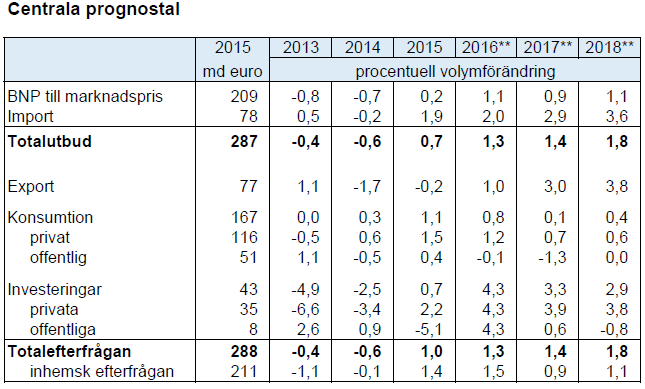 Centrala prognostal
2015 2013 2014 2015 2016** 2017** 2018**
md euro procentuell volymförändring
BNP till marknadspris 209 -0,8 -0,7 0,2 1,1 0,9 1,1
Import 78 0,5 -0,2 1,9 2,0 2,9 3,6
Totalutbud 287 -0,4 -0,6 0,7 1,3 1,4 1,8
Export 77 1,1 -1,7 -0,2 1,0 3,0 3,8
Konsumtion 167 0,0 0,3 1,1 0,8 0,1 0,4
privat 116 -0,5 0,6 1,5 1,2 0,7 0,6
offentlig 51 1,1 -0,5 0,4 -0,1 -1,3 0,0
Investeringar 43 -4,9 -2,5 0,7 4,3 3,3 2,9
privata 35 -6,6 -3,4 2,2 4,3 3,9 3,8
offentliga 8 2,6 0,9 -5,1 4,3 0,6 -0,8
Totalefterfrågan 288 -0,4 -0,6 1,0 1,3 1,4 1,8
inhemsk efterfrågan 211 -1,1 -0,1 1,4 1,5 0,9 1,1